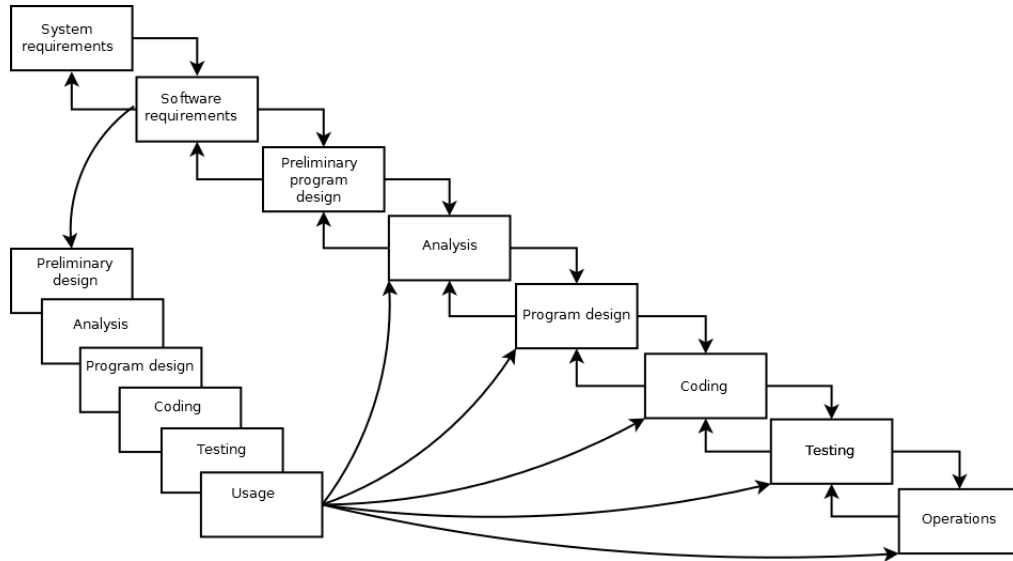 System
requirements
Software
requirements
Preliminary
program
design
Analysis
Program design
Coding
Testing
Operations
Preliminary
design
Analysis
Program design
Coding
Testing
Usage